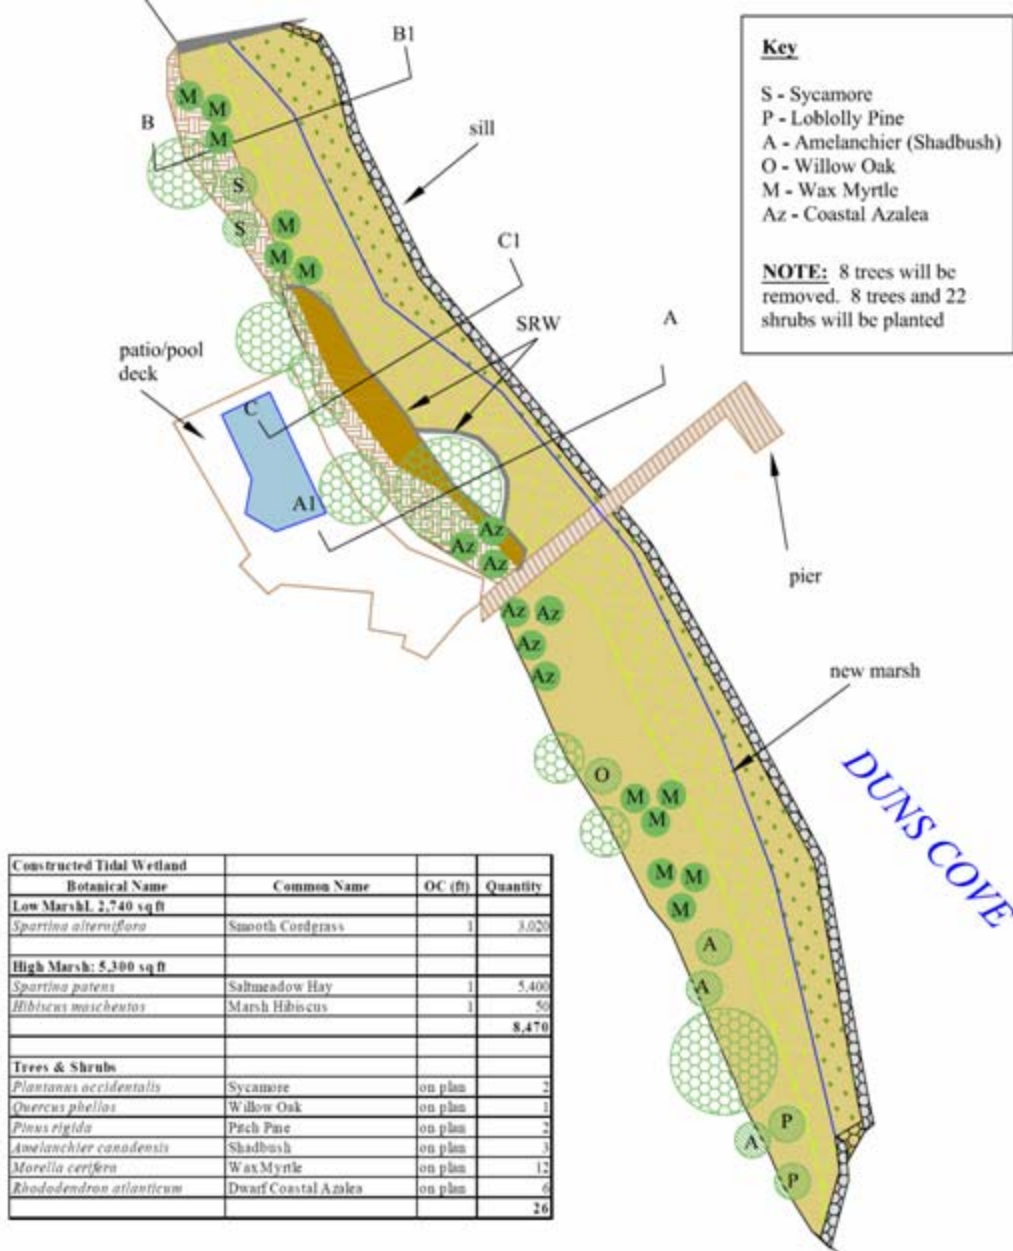 B1
B
sill
C1
SRW
A
patio/pool
deck
C
A1
pier
new marsh
DUNS COVE
M
M
M
S
S
M
M
M
Az
Az
Az
Az
Az
Az
Az
O
M
M
M
M
M
M
A
A
P
A
P
Key
S - Sycamore
P - Loblolly Pine
A - Amelanchier (Shadbush)
O - Willow Oak
M - Wax Myrtle
Az - Coastal Azalea
NOTE: 8 trees will be
removed. 8 trees and 22
shrubs will be planted
Constructed Tidal Wetland
Botanical Name Common Name OC (ft) Quantity
Low MarshL 2,740 sq ft
Spartina alterniflora Smooth Cordgrass 1 3,020
High Marsh: 5,300 sq ft
Spartina patens Saltmeadow Hay 1 5,400
Hibiscus moscheutos Marsh Hibiscus 1 50
8,470
Trees & Shrubs
Plantanus occidentalis Sycamore on plan 2
Quercus phellos Willow Oak on plan 1
Pinus rigida Pitch Pine on plan 2
Amelanchier canadensis Shadbush on plan 3
Morella cerifera Wax Myrtle on plan 12
Rhododendron atlanticum Dwarf Coastal Azalea on plan 6
26